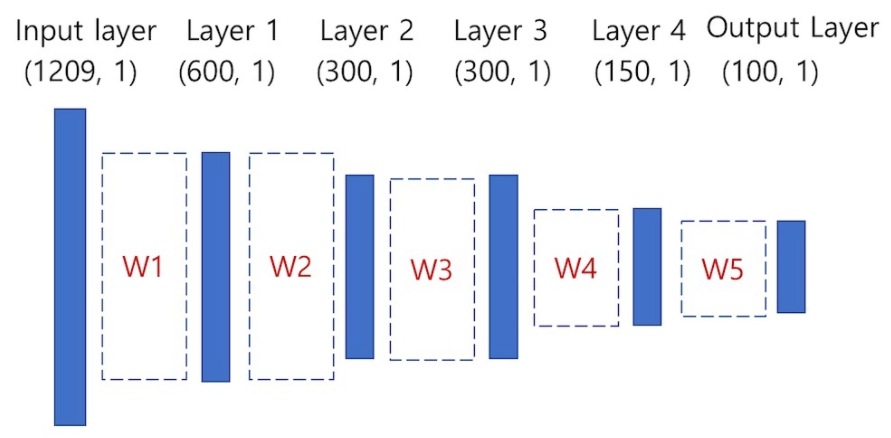 Input layer Layer 1 Layer 2 Layer 3 Layer 4 Output Layer
(1209, 1) (600, 1) (300, 1) (300, 1) (150, 1) (100, 1)
W1 W2 W3 W4 W5